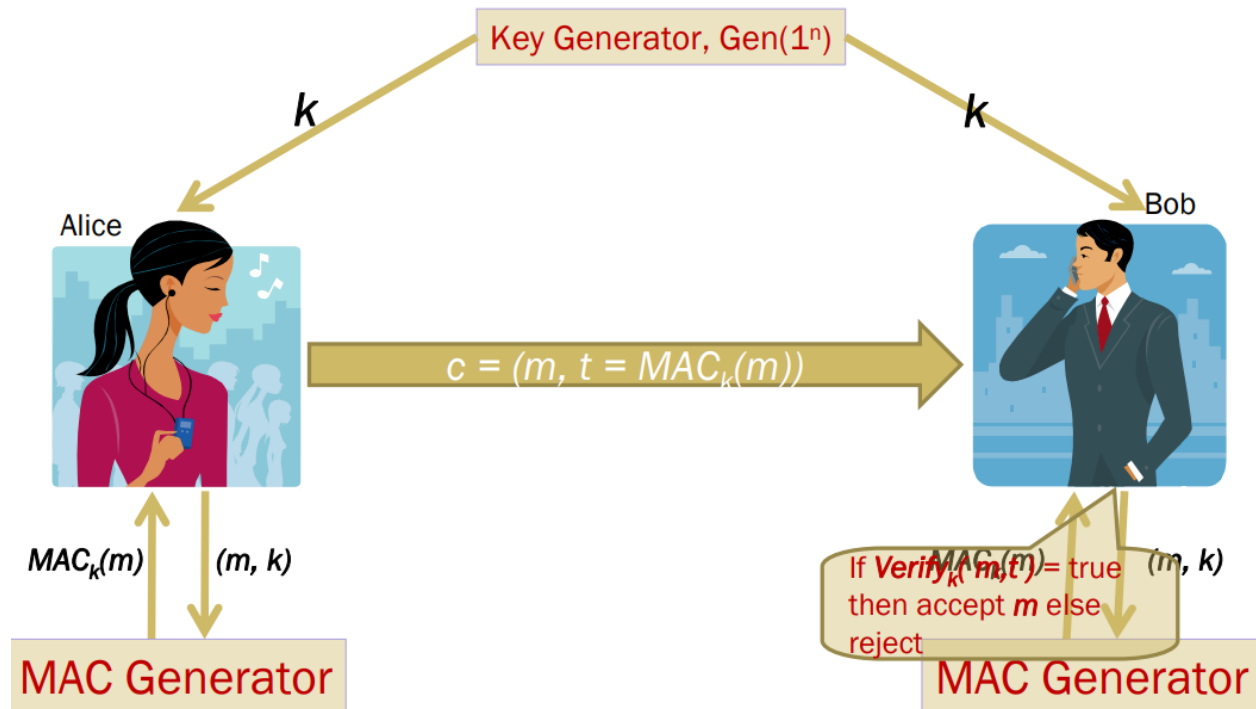 Key Generator, Gen(1ⁿ)
k
k
Alice
Bob
c = (m, t = MACₖ(m))
MACₖ(m)
(m, k)
MACₖ(m)
(m, k)
If Verifyₖ( m,t ) = true
then accept m else
reject
MAC Generator
MAC Generator